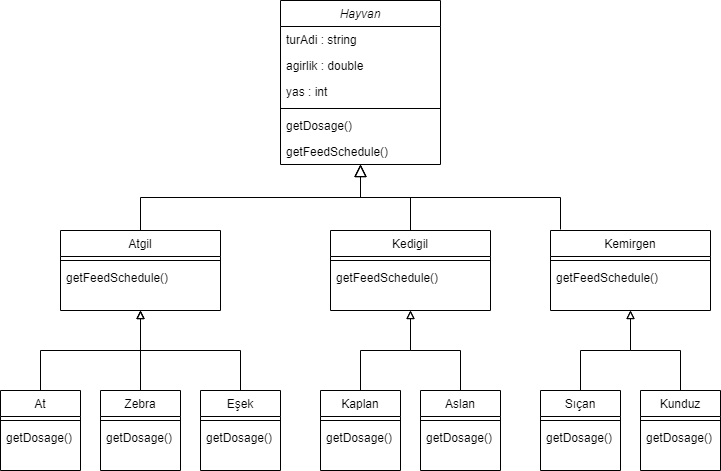 Hayvan
turAdi : string
agirlik : double
yas : int
getDosage()
getFeedSchedule()
Atgil
getFeedSchedule()
Kedigil
getFeedSchedule()
Kemirgen
getFeedSchedule()
At
getDosage()
Zebra
getDosage()
Eşek
getDosage()
Kaplan
getDosage()
Aslan
getDosage()
Sıçan
getDosage()
Kunduz
getDosage()